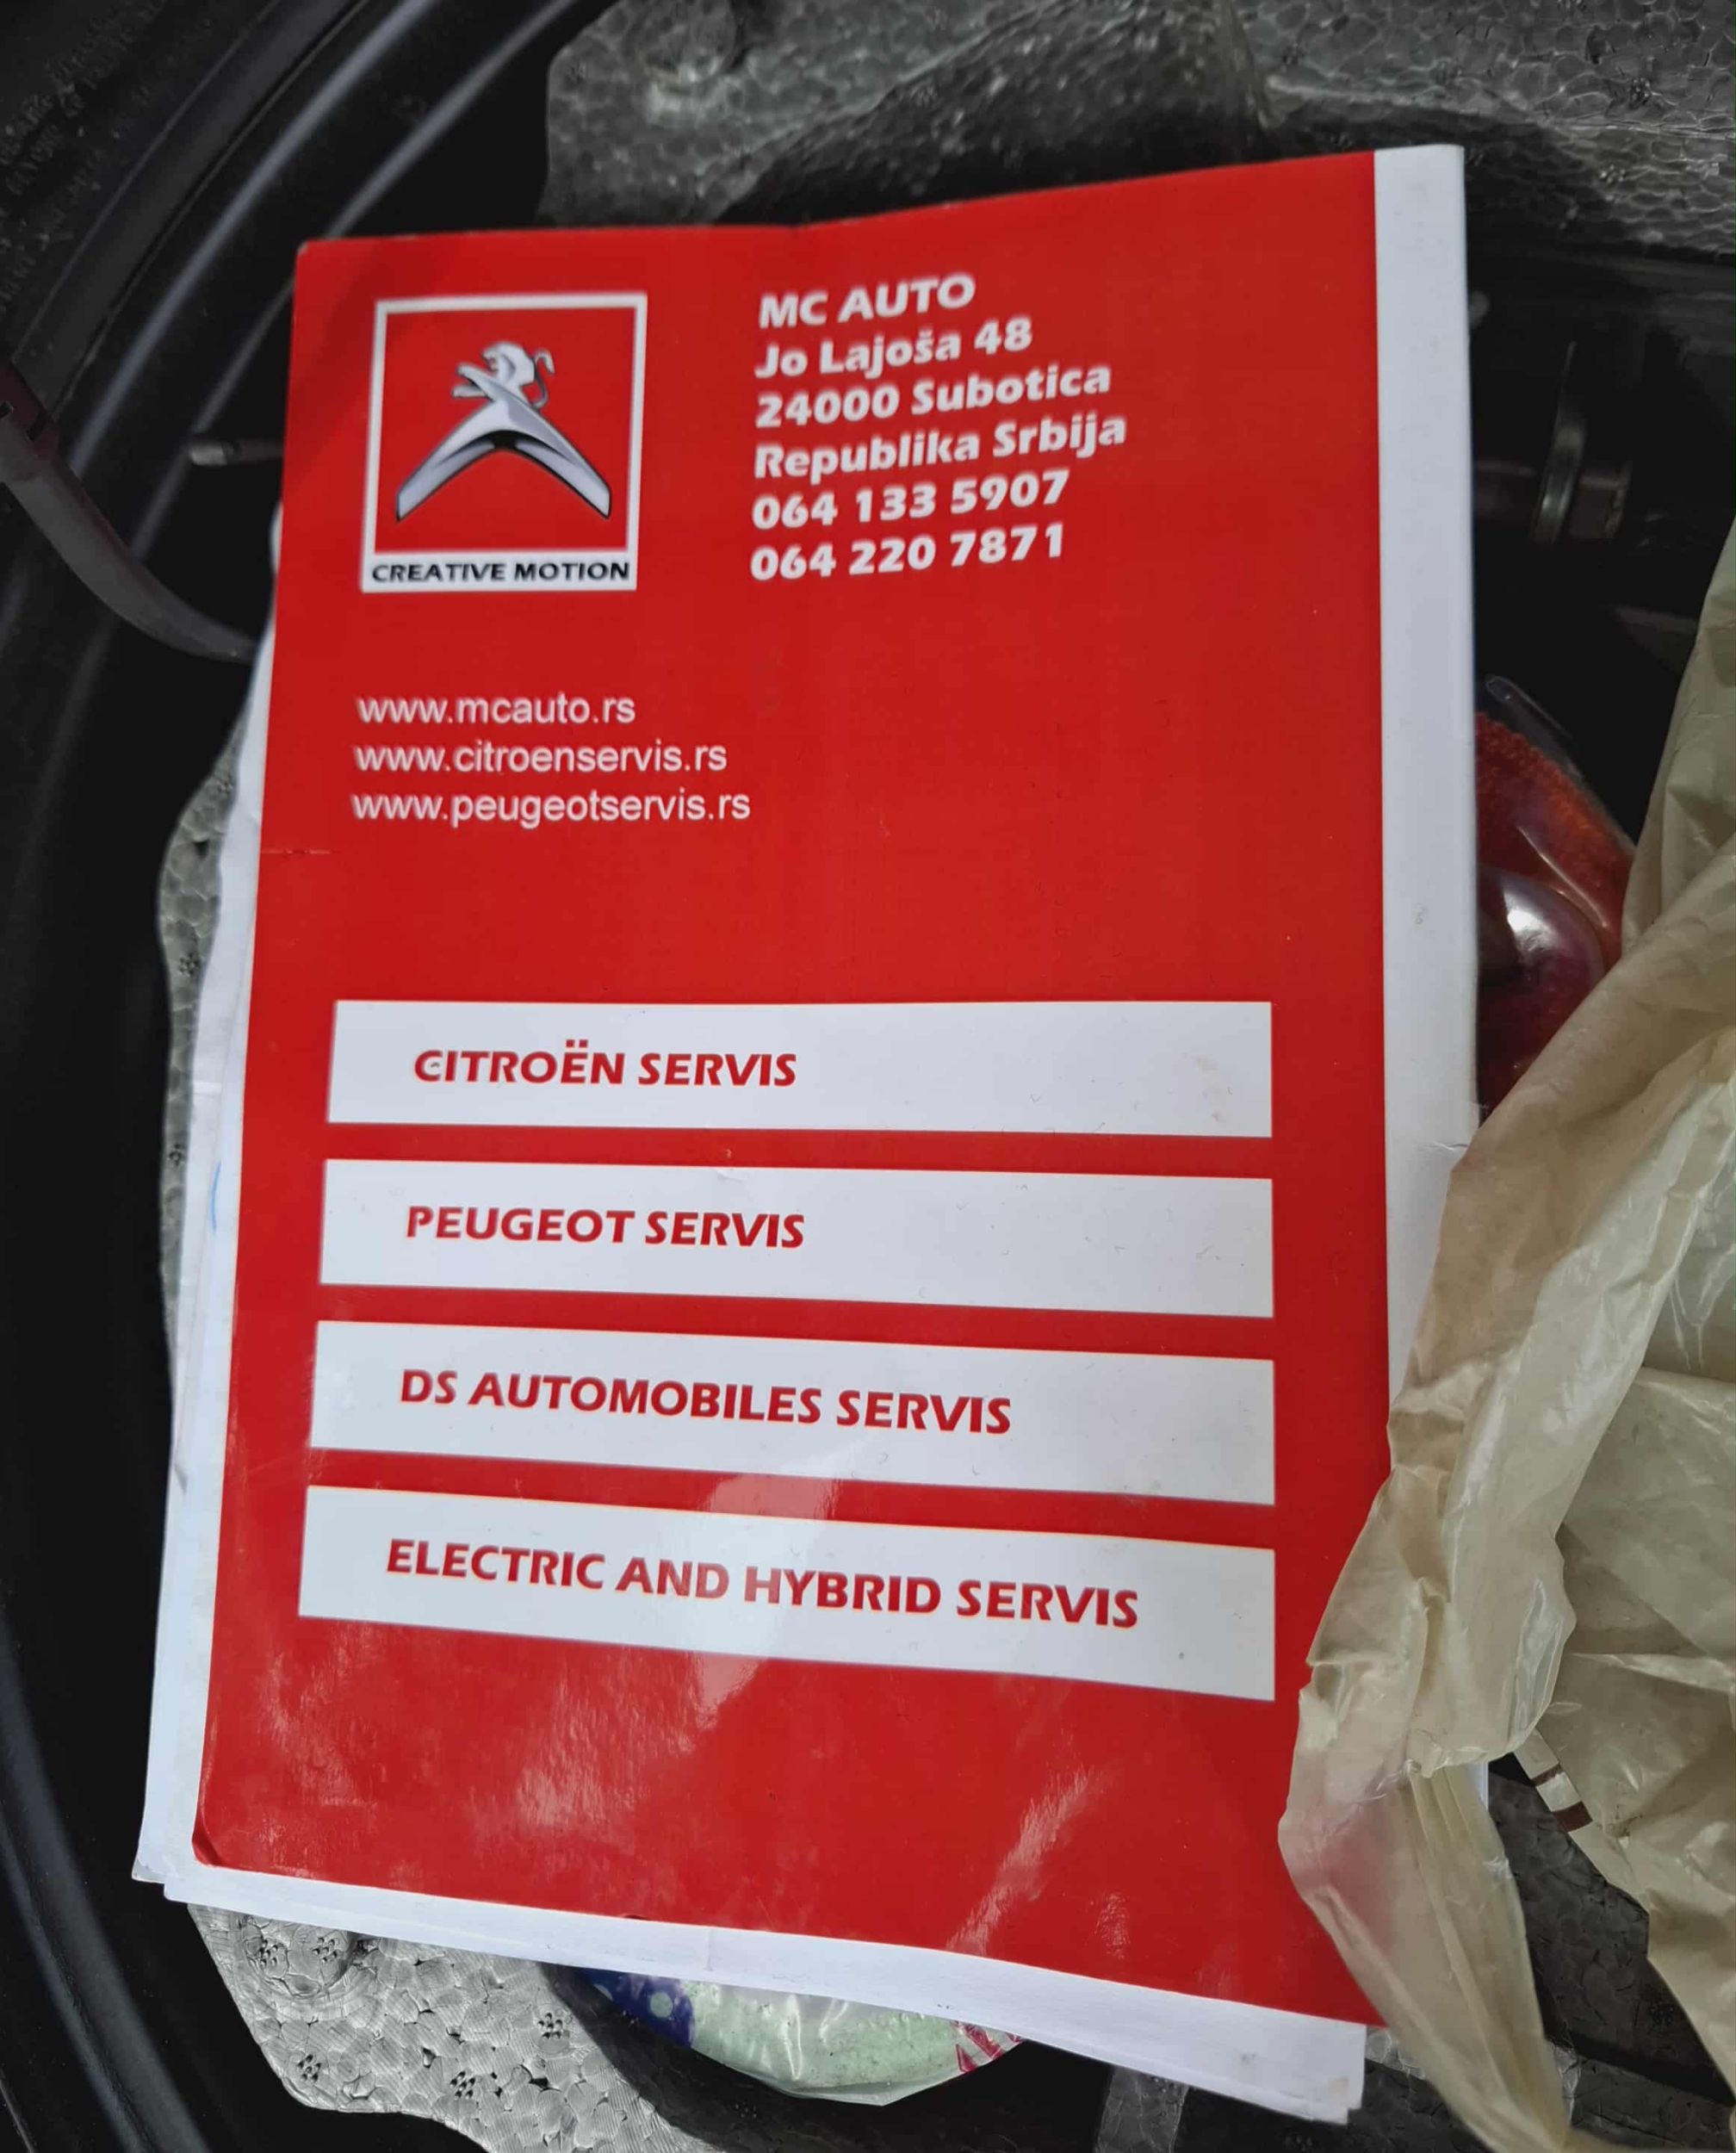 MC AUTO
Jo Lajoša 48
24000 Subotica
Republika Srbija
064 133 5907
064 220 7871
CREATIVE MOTION
www.mcauto.rs
www.citroenservis.rs
www.peugeotservis.rs
CITROËN SERVIS
PEUGEOT SERVIS
DS AUTOMOBILES SERVIS
ELECTRIC AND HYBRID SERVIS